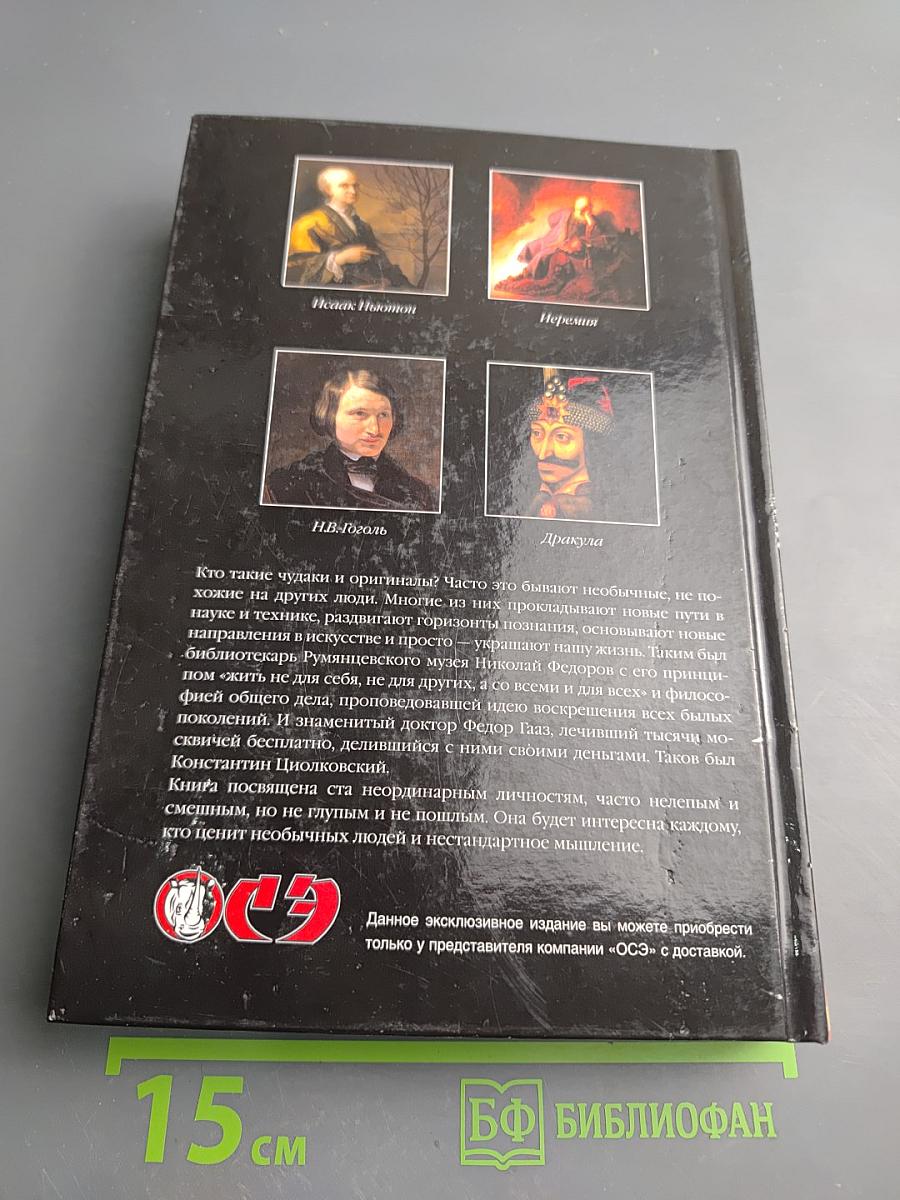 Исаак Ньютон
Иеремия
Н.В. Гоголь
Дракула
Кто такие чудаки и оригиналы? Часто это бывают необычные, не по-
хожие на других люди. Многие из них прокладывают новые пути в
науке и технике, раздвигают горизонты познания, основывают новые
направления в искусстве и просто — украшают нашу жизнь. Таким был
библиотекарь Румянцевского музея Николай Федоров с его принци-
пом «жить не для себя, не для других, а со всеми и для всех» и филосо-
фией общего дела, проповедовавшей идею воскрешения всех былых
поколений. И знаменитый доктор Федор Гааз, лечивший тысячи мо-
сквичей бесплатно, делившийся с ними своими деньгами. Таков был
Константин Циолковский.
Книга посвящена ста неординарным личностям, часто нелепым и
смешным, но не глупым и не пошлым. Она будет интересна каждому,
кто ценит необычных людей и нестандартное мышление.
ОСЭ
Данное эксклюзивное издание вы можете приобрести
только у представителя компании «ОСЭ» с доставкой.
15 см
БФ БИБЛИОФАН